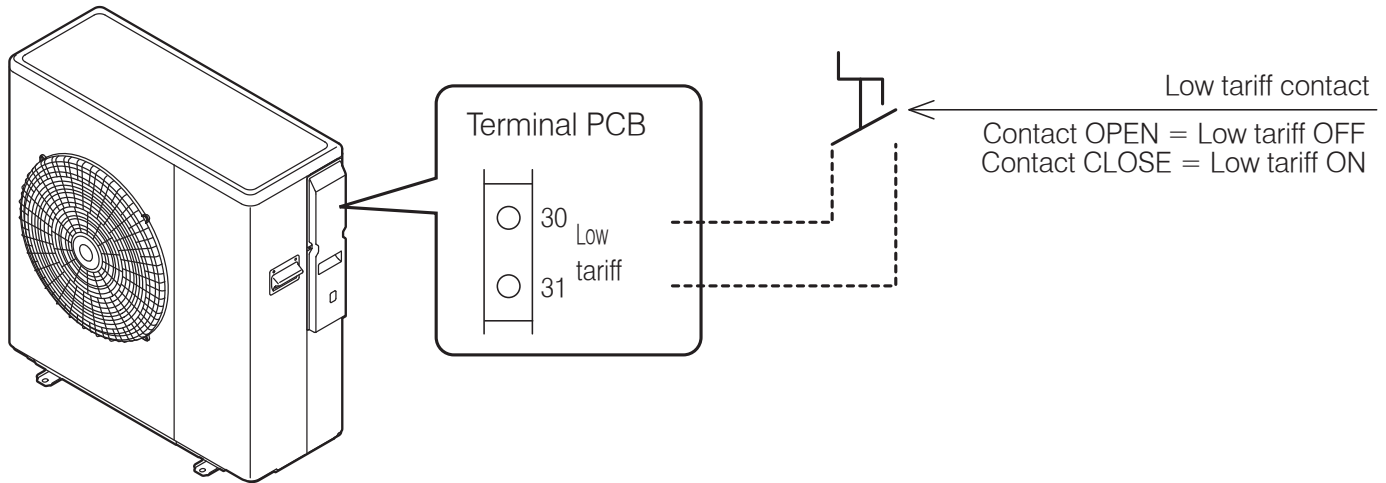 Terminal PCB
30
Low
tariff
31
Low tariff contact
Contact OPEN = Low tariff OFF
Contact CLOSE = Low tariff ON